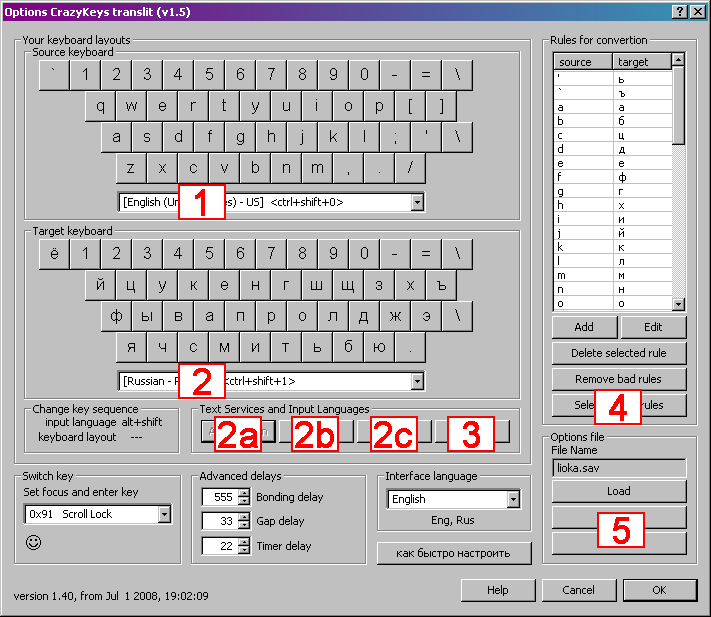 Options CrazyKeys translit (v1.5)
Your keyboard layouts
Source keyboard
` 1 2 3 4 5 6 7 8 9 0 - = \
q w e r t y u i o p [ ]
a s d f g h j k l ; ' \
z x c v b n m , . /
[English (Un 1 es) - US] <ctrl+shift+0>
Target keyboard
ё 1 2 3 4 5 6 7 8 9 0 - = \
й ц у к е н г ш щ з х ъ
ф ы в а п р о л д ж э \
я ч с м и т ь б ю .
[Russian - 2 <ctrl+shift+1>
Change key sequence
input language alt+shift
keyboard layout ---
Text Services and Input Languages
2a 2b 2c 3
Switch key
Set focus and enter key
0x91 Scroll Lock
Advanced delays
555 Bonding delay
33 Gap delay
22 Timer delay
Interface language
English
Eng, Rus
как быстро настроить
Rules for convertion
source target
' ь
` ъ
a а
b б
c ц
d д
e е
f ф
g г
h х
i и
j й
k к
l л
m м
n н
o о
Add Edit
Delete selected rule
Remove bad rules
Sele 4 rules
Options file
File Name
lioka.sav
Load
5
version 1.40, from Jul 1 2008, 19:02:09
Help Cancel OK